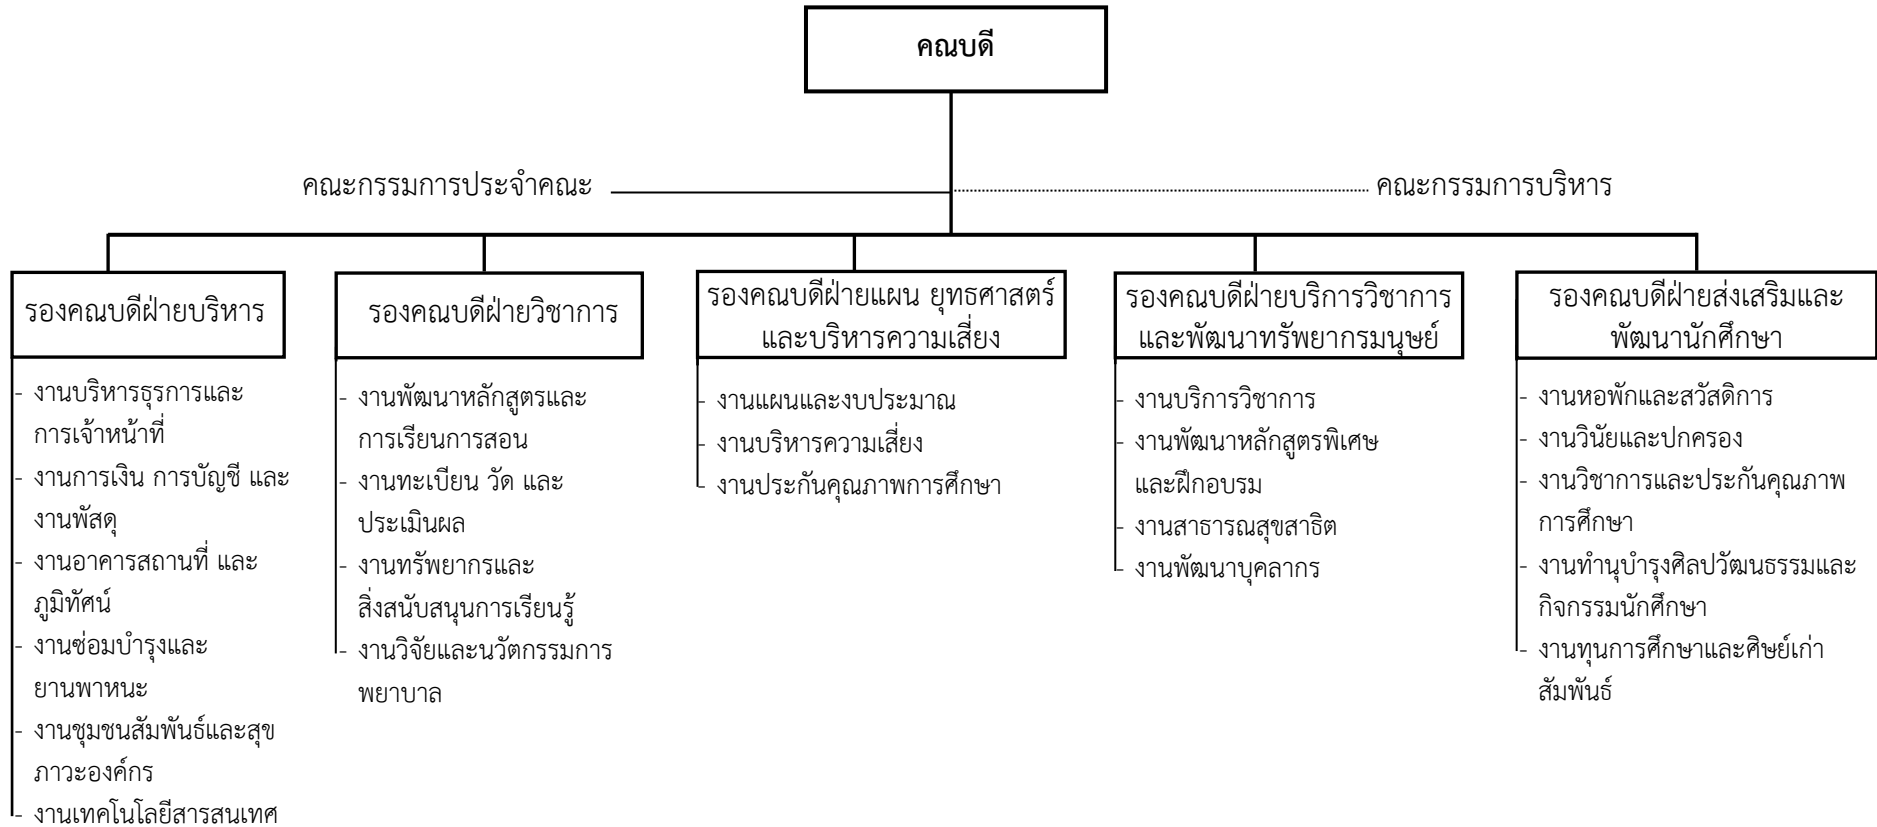 คณบดี
คณะกรรมการประจำคณะ
คณะกรรมการบริหาร
รองคณบดีฝ่ายบริหาร
- งานบริหารธุรการและ
การเจ้าหน้าที่
- งานการเงิน การบัญชี และ
งานพัสดุ
- งานอาคารสถานที่ และ
ภูมิทัศน์
- งานซ่อมบำรุงและ
ยานพาหนะ
- งานชุมชนสัมพันธ์และสุข
ภาวะองค์กร
- งานเทคโนโลยีสารสนเทศ
รองคณบดีฝ่ายวิชาการ
- งานพัฒนาหลักสูตรและ
การเรียนการสอน
- งานทะเบียน วัด และ
ประเมินผล
- งานทรัพยากรและ
สิ่งสนับสนุนการเรียนรู้
- งานวิจัยและนวัตกรรมการ
พยาบาล
รองคณบดีฝ่ายแผน ยุทธศาสตร์
และบริหารความเสี่ยง
- งานแผนและงบประมาณ
- งานบริหารความเสี่ยง
- งานประกันคุณภาพการศึกษา
รองคณบดีฝ่ายบริการวิชาการ
และพัฒนาทรัพยากรมนุษย์
- งานบริการวิชาการ
- งานพัฒนาหลักสูตรพิเศษ
และฝึกอบรม
- งานสาธารณสุขสาธิต
- งานพัฒนาบุคลากร
รองคณบดีฝ่ายส่งเสริมและ
พัฒนานักศึกษา
- งานหอพักและสวัสดิการ
- งานวินัยและปกครอง
- งานวิชาการและประกันคุณภาพ
การศึกษา
- งานทำนุบำรุงศิลปวัฒนธรรมและ
กิจกรรมนักศึกษา
- งานทุนการศึกษาและศิษย์เก่า
สัมพันธ์